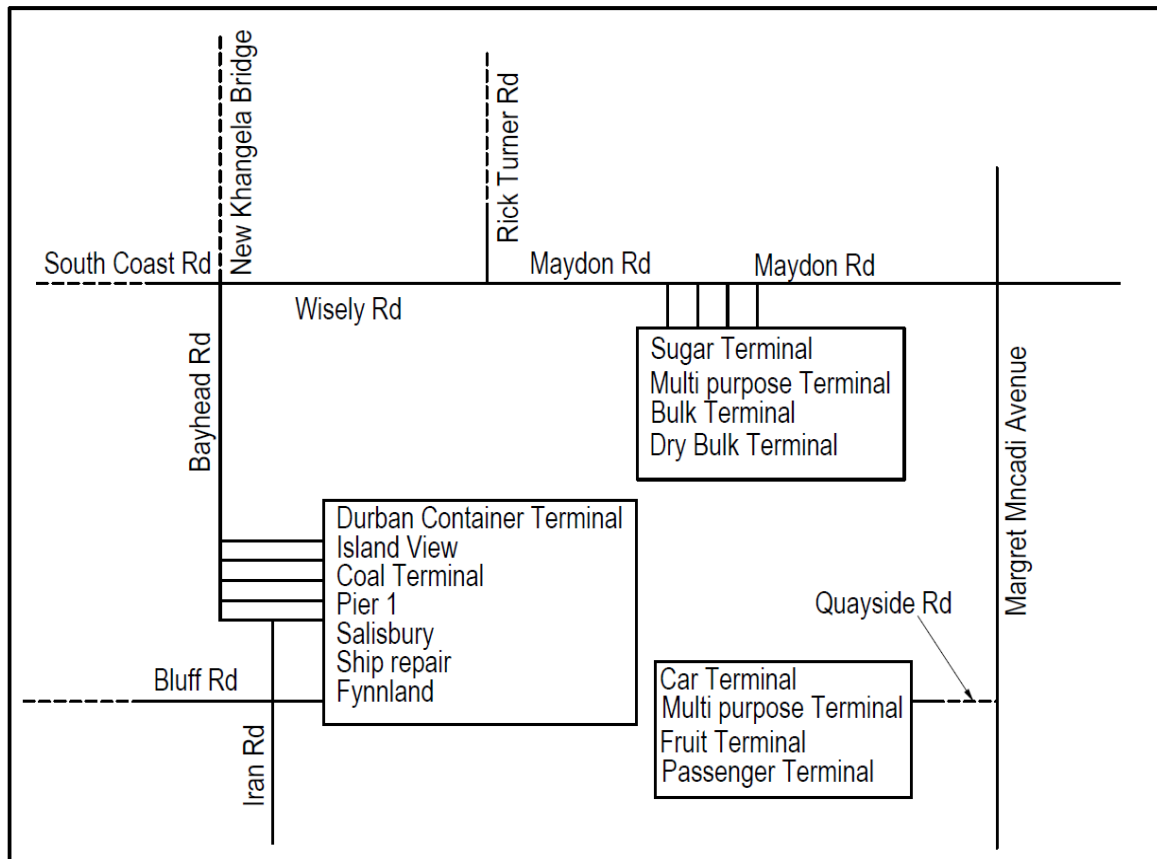 New Khangela Bridge
Rick Turner Rd
South Coast Rd
Maydon Rd
Maydon Rd
Wisely Rd
Bayhead Rd
Sugar Terminal
Multi purpose Terminal
Bulk Terminal
Dry Bulk Terminal
Margret Mncadi Avenue
Durban Container Terminal
Island View
Coal Terminal
Pier 1
Salisbury
Ship repair
Fynnland
Quayside Rd
Bluff Rd
Iran Rd
Car Terminal
Multi purpose Terminal
Fruit Terminal
Passenger Terminal